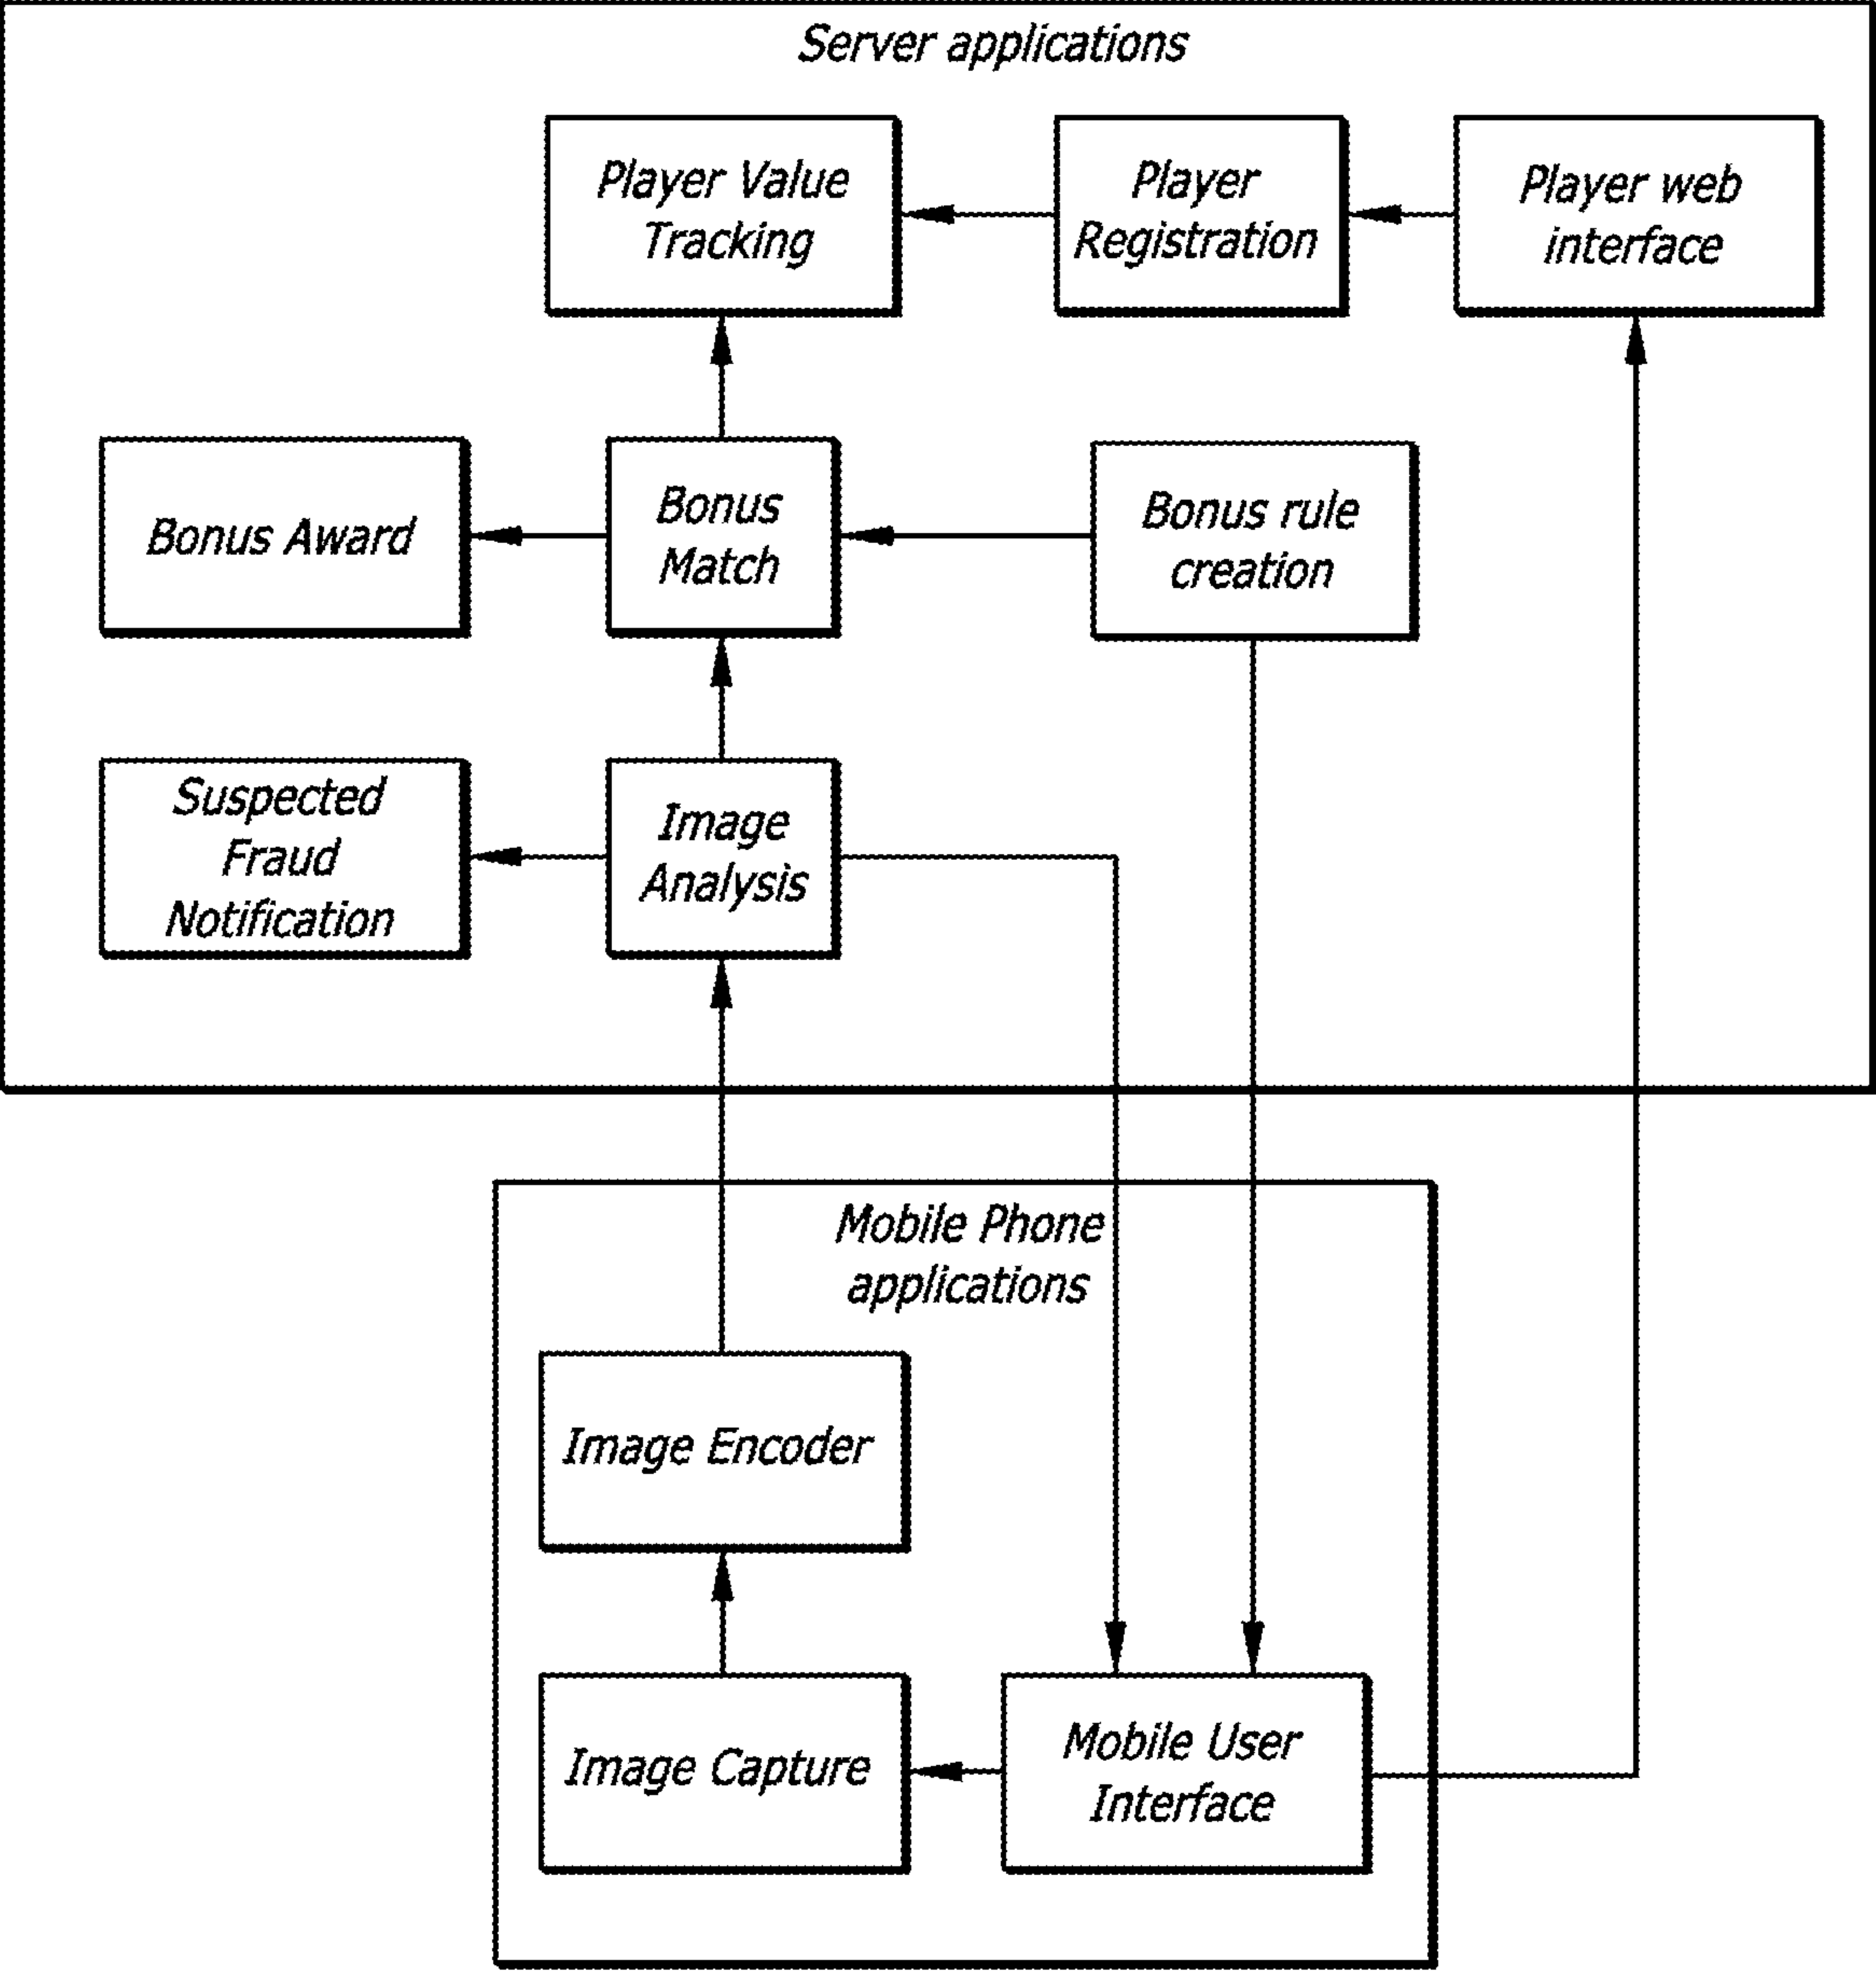 Server applications
Player Value
Tracking
Player
Registration
Player web
interface
Bonus Award
Bonus
Match
Bonus rule
creation
Suspected
Fraud
Notification
Image
Analysis
Mobile Phone
applications
Image Encoder
Image Capture
Mobile User
Interface